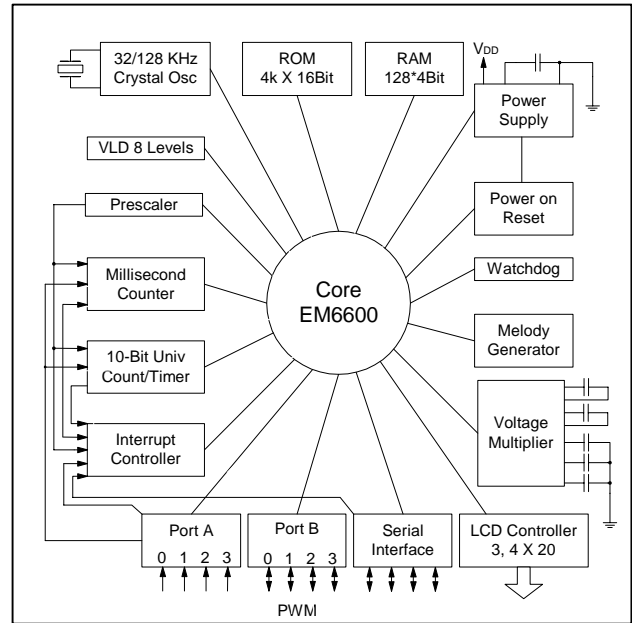 32/128 KHz
Crystal Osc
ROM
4k X 16Bit
RAM
128*4Bit
VDD
Power
Supply
VLD 8 Levels
Prescaler
Power on
Reset
Millisecond
Counter
Core
EM6600
Watchdog
10-Bit Univ
Count/Timer
Melody
Generator
Interrupt
Controller
Voltage
Multiplier
Port A
0 1 2 3
Port B
0 1 2 3
Serial
Interface
LCD Controller
3, 4 X 20
PWM